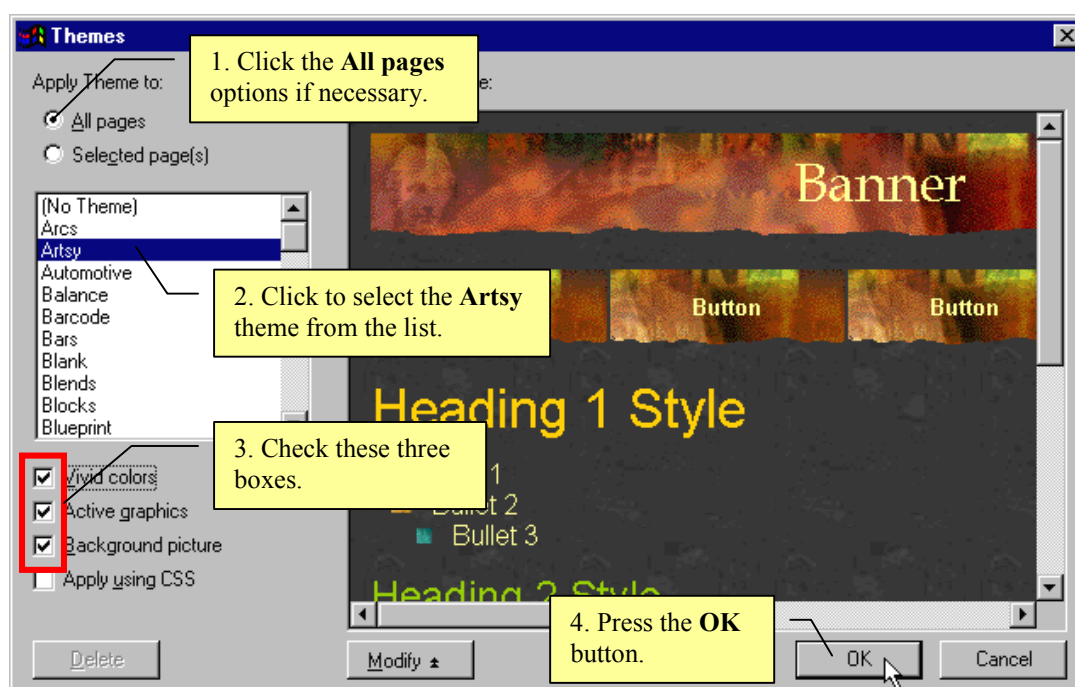 Themes
1. Click the All pages
options if necessary.
Apply Theme to:
e:
All pages
Selected page(s)
Banner
(No Theme)
Arcs
Artsy
Automotive
Balance
Barcode
Bars
Blank
Blends
Blocks
Blueprint
2. Click to select the Artsy
theme from the list.
Button
Button
Heading 1 Style
3. Check these three
boxes.
1
Bullet 2
Bullet 3
Heading 2 Style
Vivid colors
Active graphics
Background picture
Apply using CSS
4. Press the OK
button.
Delete
Modify
OK
Cancel